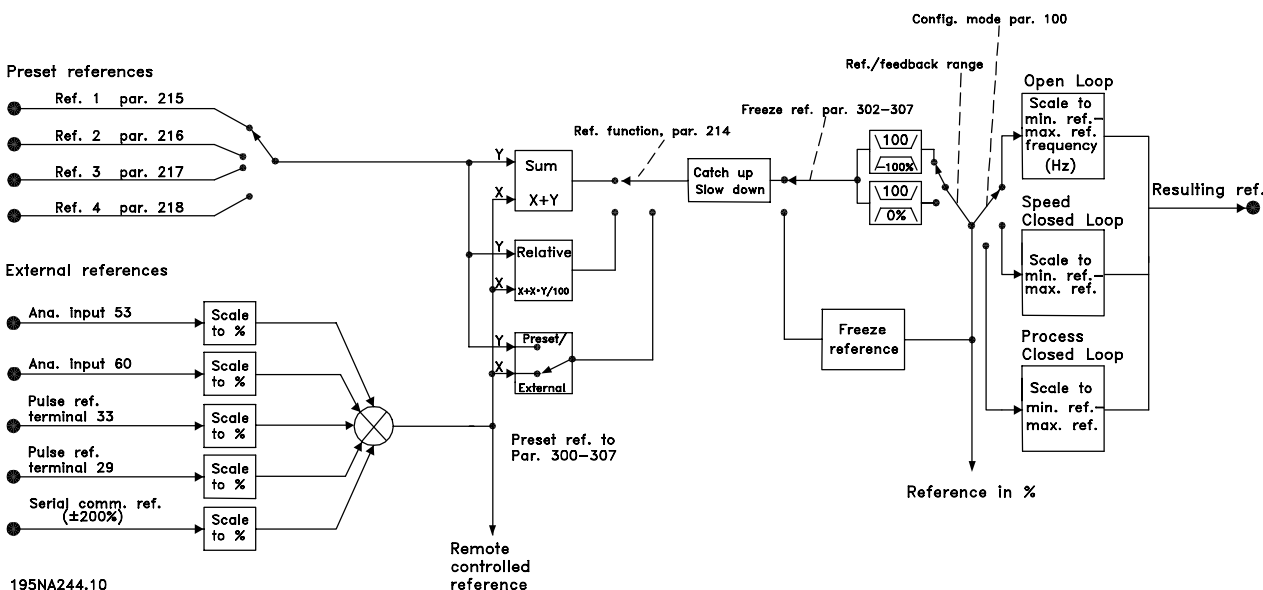 Config. mode par. 100
Ref./feedback range
Preset references
Ref. 1 par. 215
Ref. 2 par. 216
Ref. 3 par. 217
Ref. 4 par. 218
Ref. function, par. 214
Freeze ref. par. 302-307
Y
Sum
X
X+Y
Y
Relative
X
X+X•Y/100
Y
Preset/
X
External
Catch up
Slow down
100
-100%
100
0%
Open Loop
Scale to
min. ref.-
max. ref.
frequency
(Hz)
Speed
Closed Loop
Scale to
min. ref.-
max. ref.
Process
Closed Loop
Scale to
min. ref.-
max. ref.
Resulting ref.
Freeze
reference
Reference in %
External references
Ana. input 53
Scale
to %
Ana. input 60
Scale
to %
Pulse ref.
terminal 33
Scale
to %
Pulse ref.
terminal 29
Scale
to %
Serial comm. ref.
(±200%)
Scale
to %
Preset ref. to
Par. 300-307
Remote
controlled
reference
195NA244.10